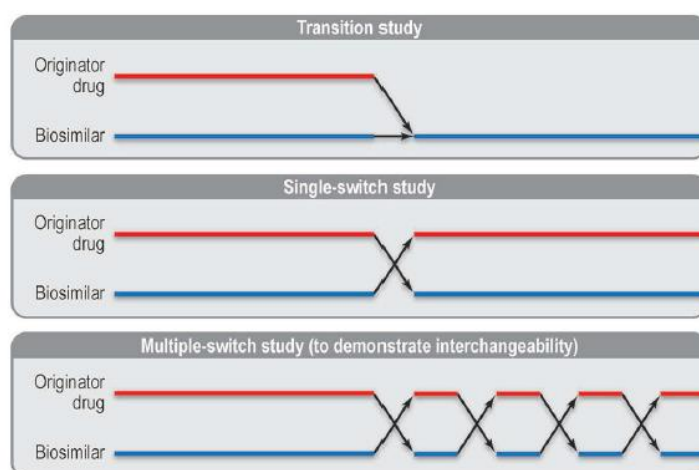 Transition study
Originator
drug
Biosimilar
Single-switch study
Originator
drug
Biosimilar
Multiple-switch study (to demonstrate interchangeability)
Originator
drug
Biosimilar